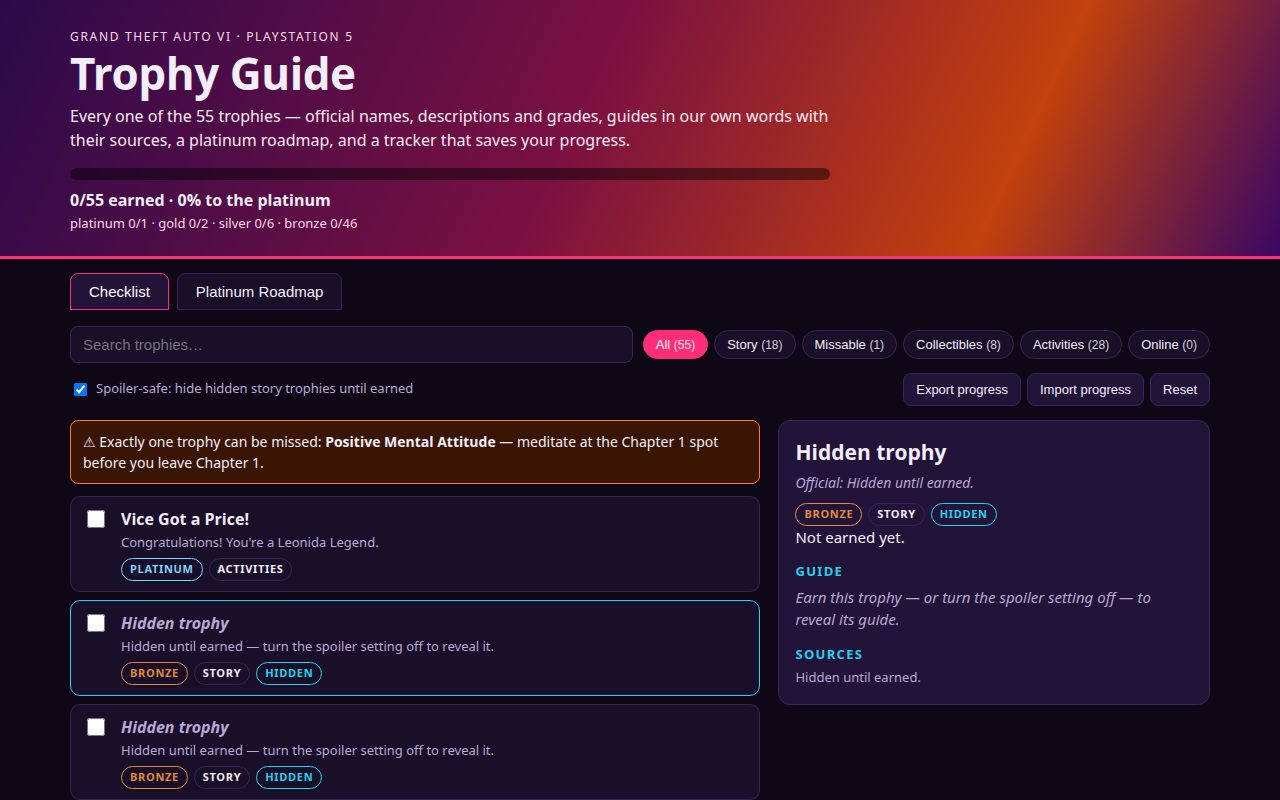 GRAND THEFT AUTO VI · PLAYSTATION 5
Trophy Guide
Every one of the 55 trophies — official names, descriptions and grades, guides in our own words with
their sources, a platinum roadmap, and a tracker that saves your progress.
0/55 earned · 0% to the platinum
platinum 0/1 · gold 0/2 · silver 0/6 · bronze 0/46
Checklist
Platinum Roadmap
Search trophies…
All (55)
Story (18)
Missable (1)
Collectibles (8)
Activities (28)
Online (0)
Spoiler-safe: hide hidden story trophies until earned
Export progress
Import progress
Reset
⚠ Exactly one trophy can be missed: Positive Mental Attitude — meditate at the Chapter 1 spot
before you leave Chapter 1.
Vice Got a Price!
Congratulations! You're a Leonida Legend.
PLATINUM
ACTIVITIES
Hidden trophy
Hidden until earned — turn the spoiler setting off to reveal it.
BRONZE
STORY
HIDDEN
Hidden trophy
Hidden until earned — turn the spoiler setting off to reveal it.
BRONZE
STORY
HIDDEN
Hidden trophy
Official: Hidden until earned.
BRONZE
STORY
HIDDEN
Not earned yet.
GUIDE
Earn this trophy — or turn the spoiler setting off — to
reveal its guide.
SOURCES
Hidden until earned.